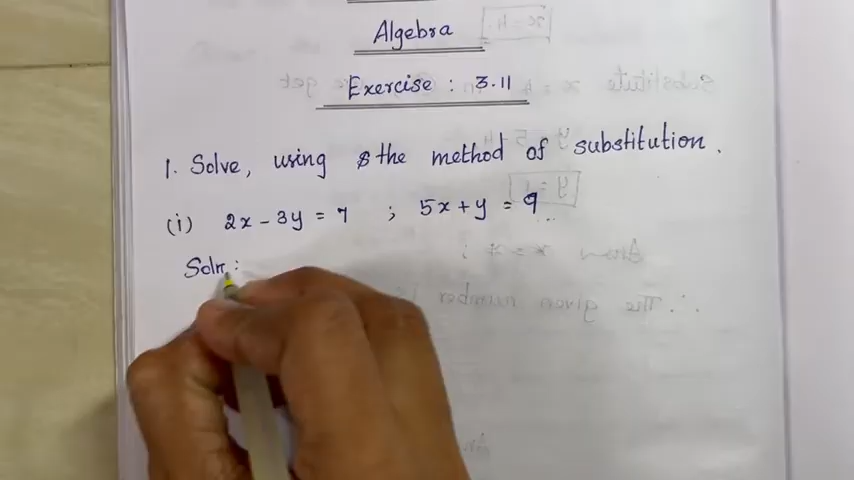 Algebra
Exercise : 3.11
1. Solve, using the method of substitution.
(i) 2x - 3y = 7 ; 5x + y = 9
Soln: